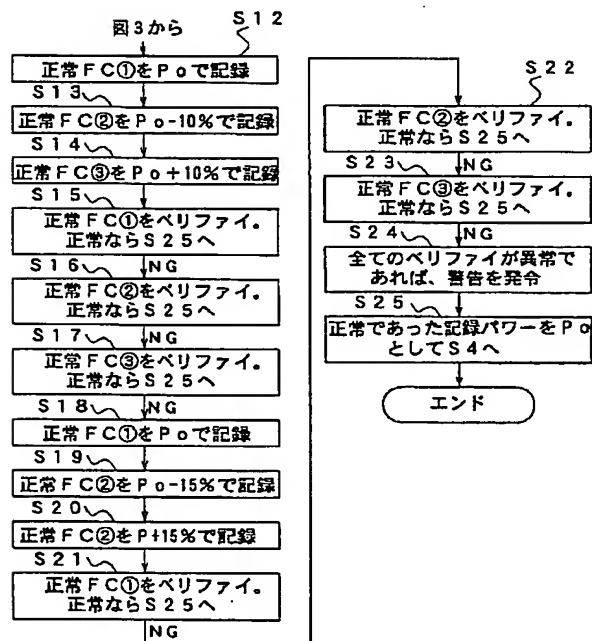 図3から
S12
正常FC①をPoで記録
S13
正常FC②をPo-10%で記録
S14
正常FC③をPo+10%で記録
S15
正常FC①をベリファイ。
正常ならS25へ
NG
S16
正常FC②をベリファイ。
正常ならS25へ
NG
S17
正常FC③をベリファイ。
正常ならS25へ
NG
S18
正常FC①をPoで記録
S19
正常FC②をPo-15%で記録
S20
正常FC②をP+15%で記録
S21
正常FC①をベリファイ。
正常ならS25へ
NG
S22
正常FC②をベリファイ。
正常ならS25へ
NG
S23
正常FC③をベリファイ。
正常ならS25へ
NG
S24
全てのベリファイが異常で
あれば、警告を発令
S25
正常であった記録パワーをPo
としてS4へ
エンド